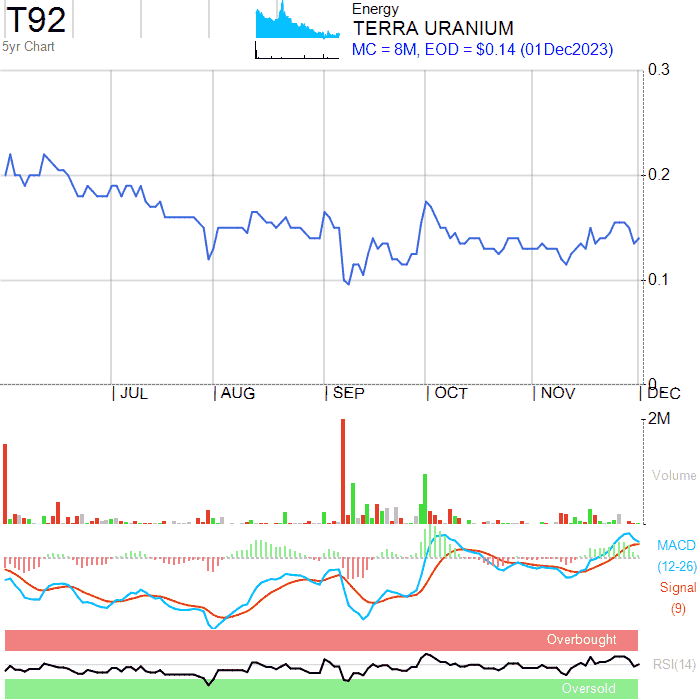 T92
5yr Chart
Energy
TERRA URANIUM
MC = 8M, EOD = $0.14 (01Dec2023)
0.3
0.2
0.1
0
| JUL | AUG | SEP | OCT | NOV | DEC
2M
Volume
MACD
(12-26)
Signal
(9)
Overbought
RSI(14)
Oversold